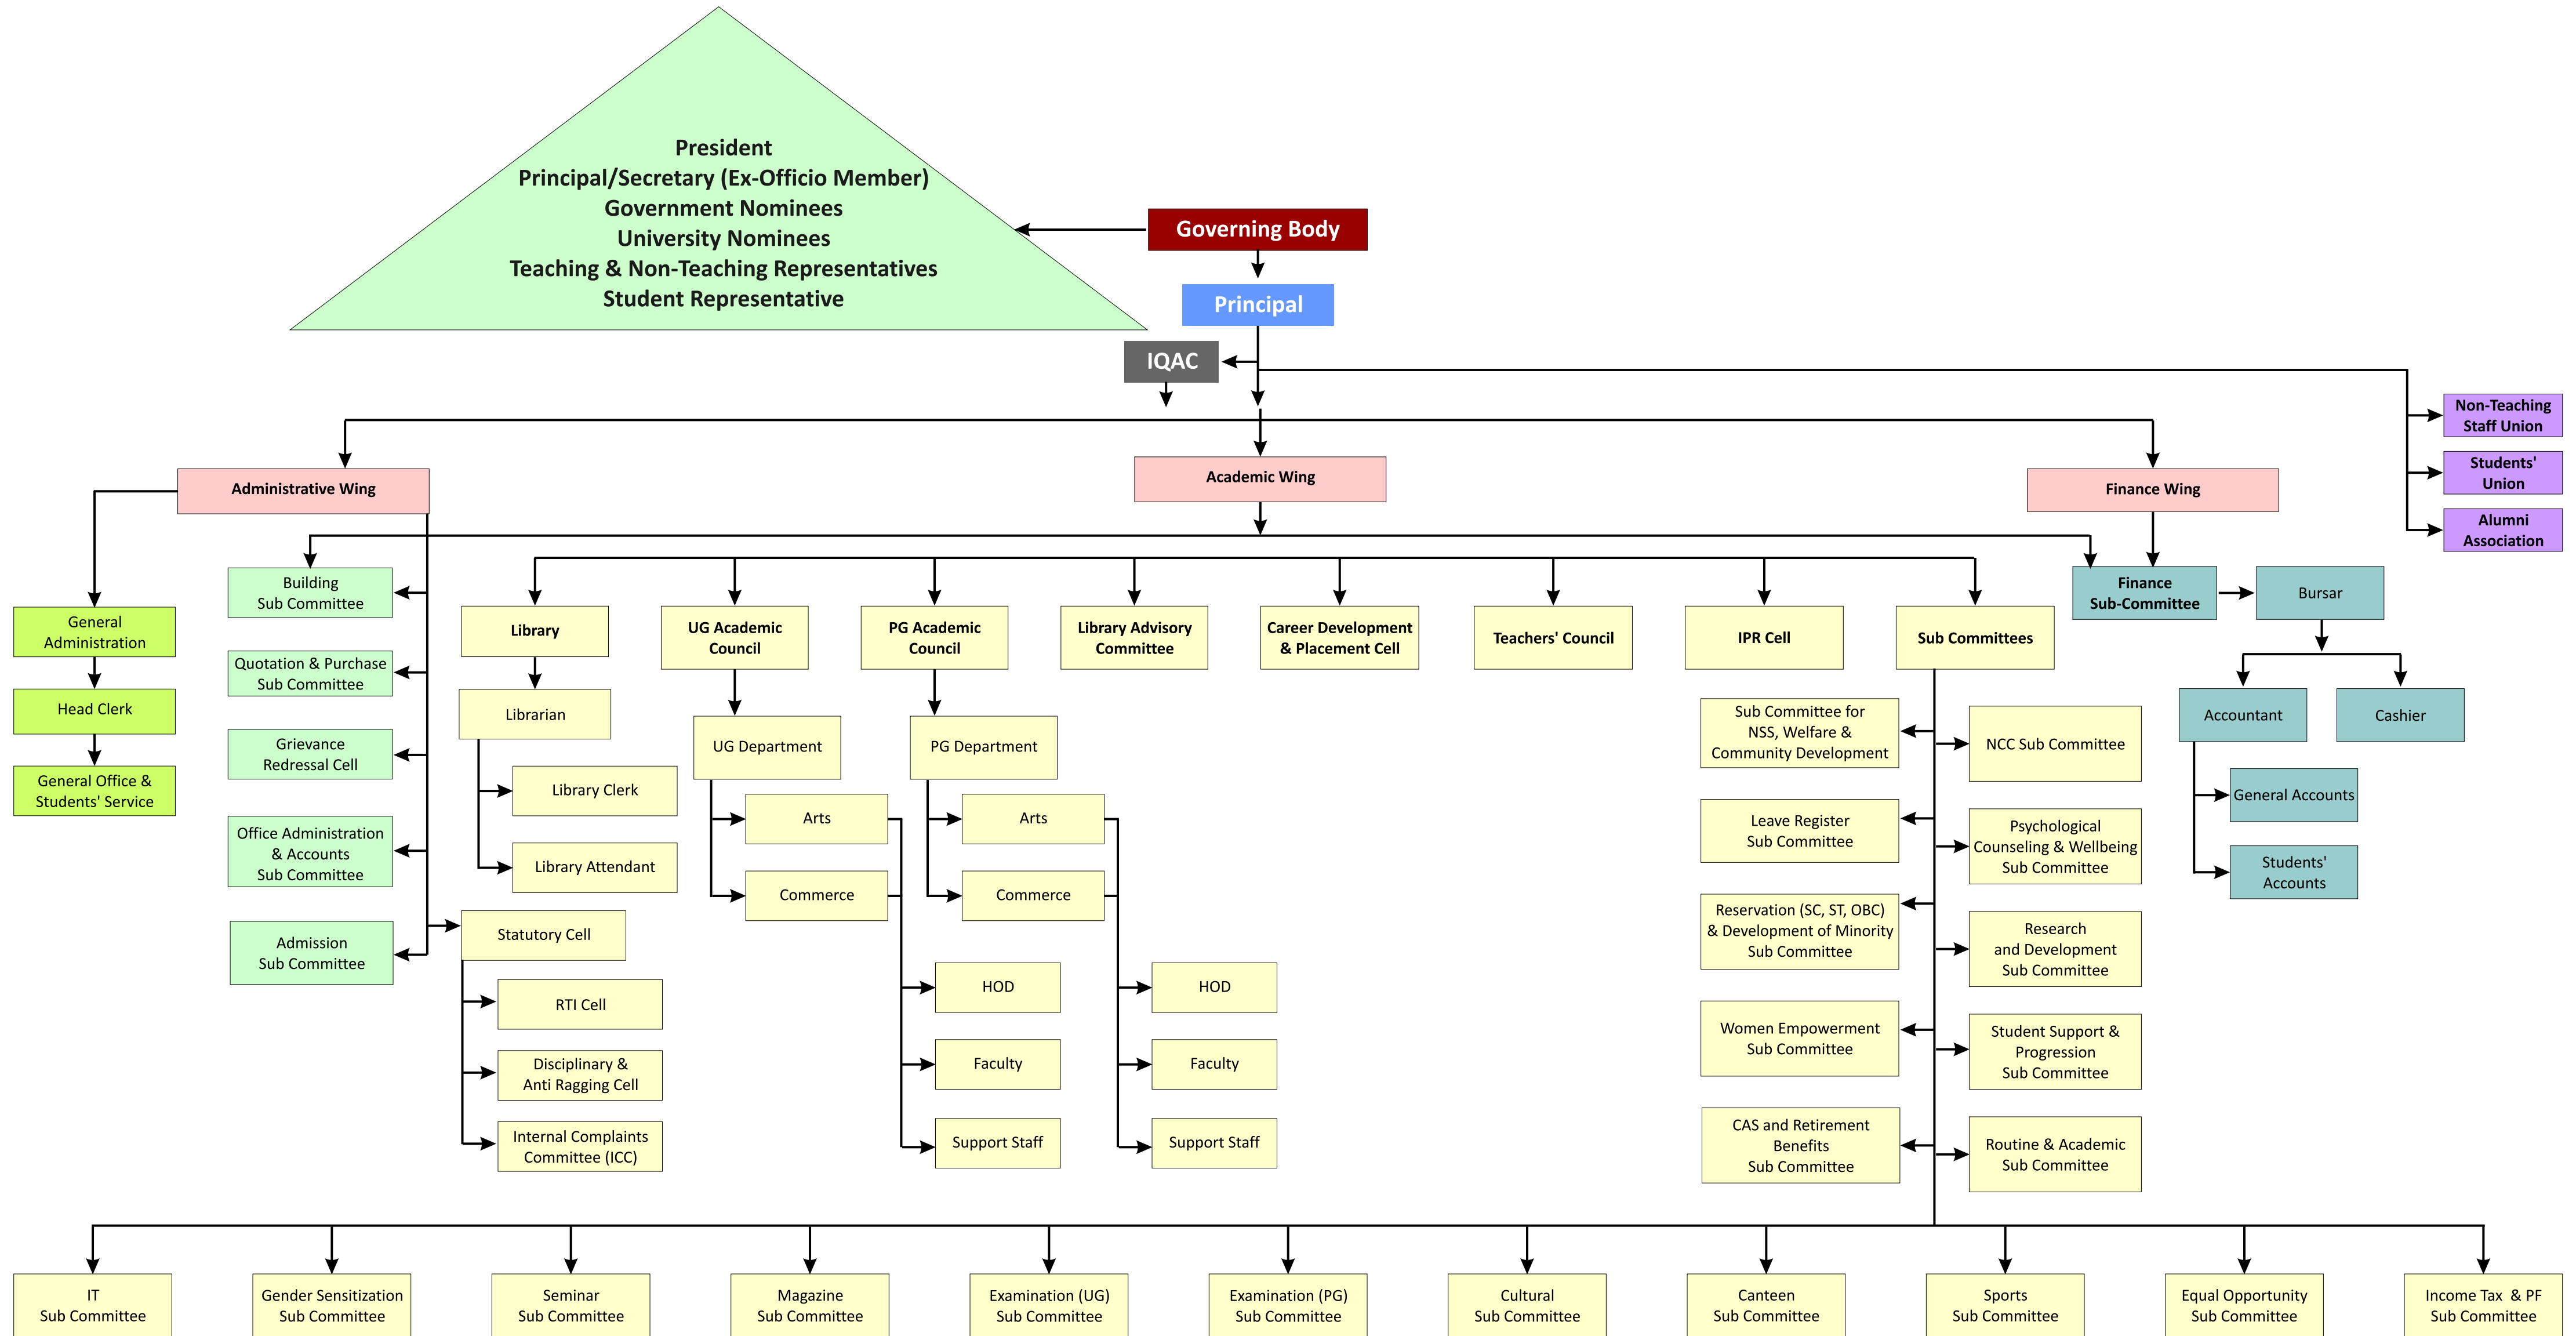 President
Principal/Secretary (Ex-Officio Member)
Government Nominees
University Nominees
Teaching & Non-Teaching Representatives
Student Representative
Governing Body
Principal
IQAC
Non-Teaching
Staff Union
Students'
Union
Alumni
Association
Administrative Wing
Academic Wing
Finance Wing
General
Administration
Head Clerk
General Office &
Students' Service
Building
Sub Committee
Quotation & Purchase
Sub Committee
Grievance
Redressal Cell
Office Administration
& Accounts
Sub Committee
Admission
Sub Committee
Library
Librarian
Library Clerk
Library Attendant
Statutory Cell
RTI Cell
Disciplinary &
Anti Ragging Cell
Internal Complaints
Committee (ICC)
UG Academic
Council
UG Department
Arts
Commerce
HOD
Faculty
Support Staff
PG Academic
Council
PG Department
Arts
Commerce
HOD
Faculty
Support Staff
Library Advisory
Committee
Career Development
& Placement Cell
Teachers' Council
IPR Cell
Sub Committees
Sub Committee for
NSS, Welfare &
Community Development
Leave Register
Sub Committee
Reservation (SC, ST, OBC)
& Development of Minority
Sub Committee
Women Empowerment
Sub Committee
CAS and Retirement
Benefits
Sub Committee
NCC Sub Committee
Psychological
Counseling & Wellbeing
Sub Committee
Research
and Development
Sub Committee
Student Support &
Progression
Sub Committee
Routine & Academic
Sub Committee
Finance
Sub-Committee
Bursar
Accountant
Cashier
General Accounts
Students'
Accounts
IT
Sub Committee
Gender Sensitization
Sub Committee
Seminar
Sub Committee
Magazine
Sub Committee
Examination (UG)
Sub Committee
Examination (PG)
Sub Committee
Cultural
Sub Committee
Canteen
Sub Committee
Sports
Sub Committee
Equal Opportunity
Sub Committee
Income Tax & PF
Sub Committee